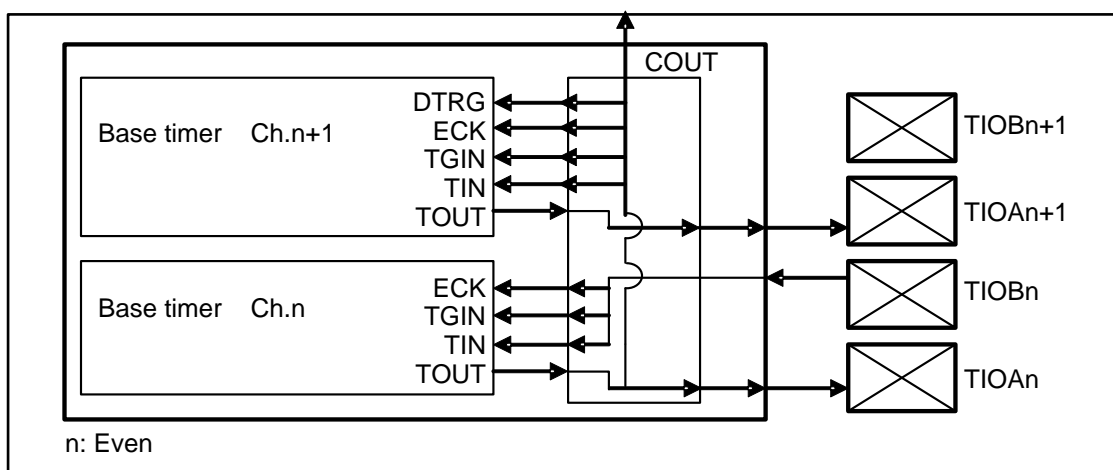 COUT
Base timer Ch.n+1
DTRG
ECK
TGIN
TIN
TOUT
TIOBn+1
TIOAn+1
Base timer Ch.n
ECK
TGIN
TIN
TOUT
TIOBn
TIOAn
n: Even